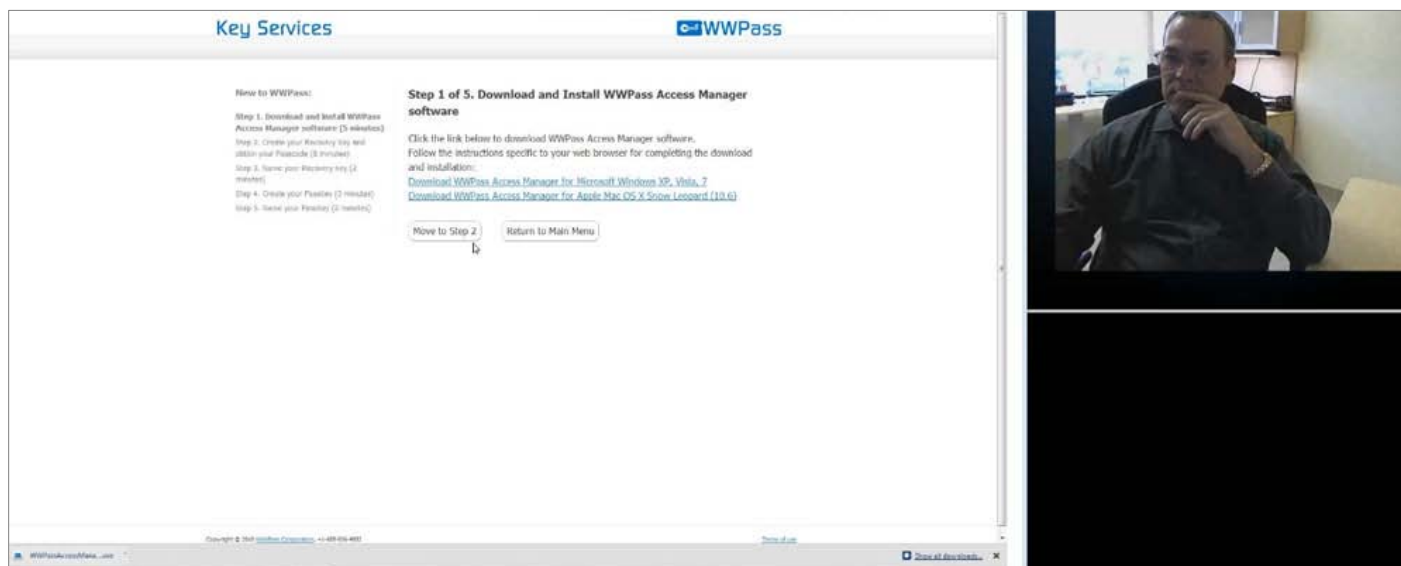 Key Services
WWPass
New to WWPass:
Step 1. Download and Install WWPass
Access Manager software (5 minutes)
Step 2. Create your Recovery key and
obtain your Passcode (8 minutes)
Step 3. Name your Recovery key (2
minutes)
Step 4. Create your PassKey (2 minutes)
Step 5. Name your PassKey (2 minutes)
Step 1 of 5. Download and Install WWPass Access Manager
software
Click the link below to download WWPass Access Manager software.
Follow the instructions specific to your web browser for completing the download
and installation:
Download WWPass Access Manager for Microsoft Windows XP, Vista, 7
Download WWPass Access Manager for Apple Mac OS X Snow Leopard (10.6)
Move to Step 2
Return to Main Menu
Copyright ©
Terms of use
Show all downloads...